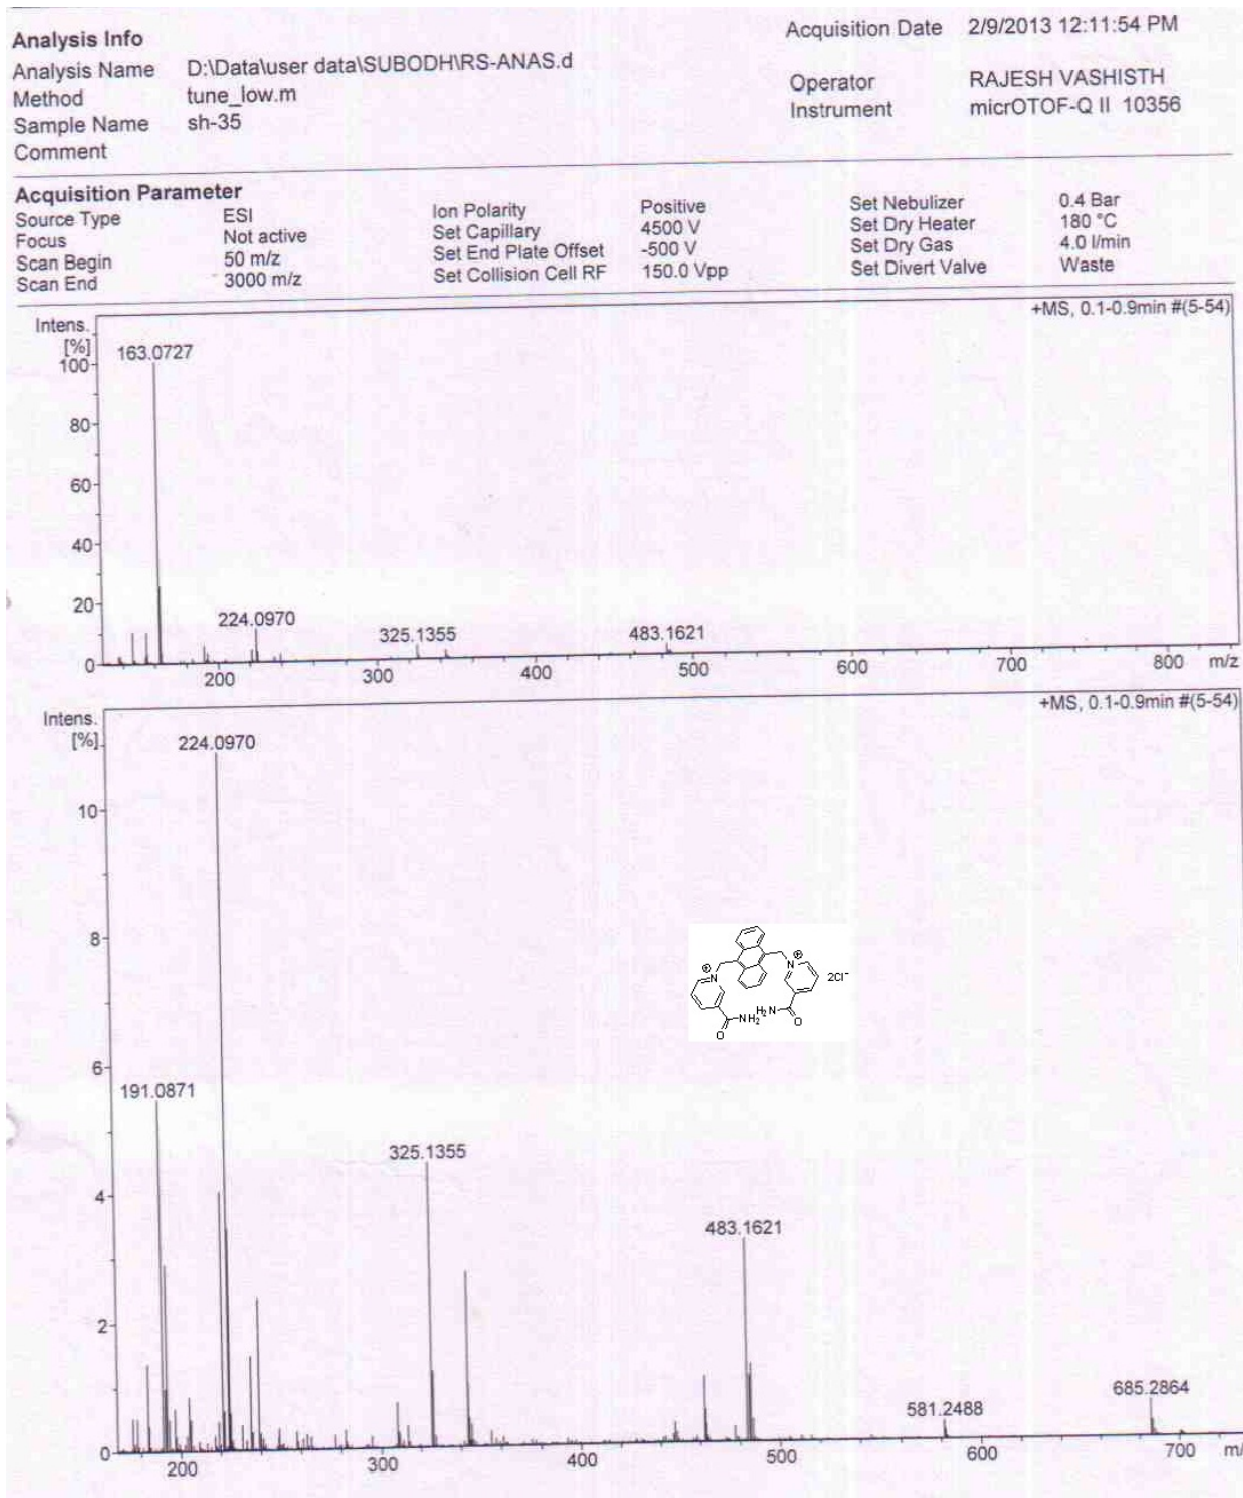 Analysis Info
Acquisition Date 2/9/2013 12:11:54 PM
Analysis Name D:\Data\user data\SUBODH\RS-ANAS.d
Method tune_low.m
Operator RAJESH VASHISTH
Sample Name sh-35
Instrument micrOTOF-Q II 10356
Comment
Acquisition Parameter
Source Type ESI Ion Polarity Positive Set Nebulizer 0.4 Bar
Focus Not active Set Capillary 4500 V Set Dry Heater 180 °C
Scan Begin 50 m/z Set End Plate Offset -500 V Set Dry Gas 4.0 l/min
Scan End 3000 m/z Set Collision Cell RF 150.0 Vpp Set Divert Valve Waste
+MS, 0.1-0.9min #(5-54)
Intens.
[%]
163.0727
100
80
60
40
20
224.0970
325.1355
483.1621
0
200 300 400 500 600 700 800 m/z
+MS, 0.1-0.9min #(5-54)
Intens.
[%]
224.0970
10
8
⊕
N
⊕
N
2Cl⁻
NH₂ H₂N
O
O
6
191.0871
325.1355
4
483.1621
2
685.2864
581.2488
0
200 300 400 500 600 700 m/